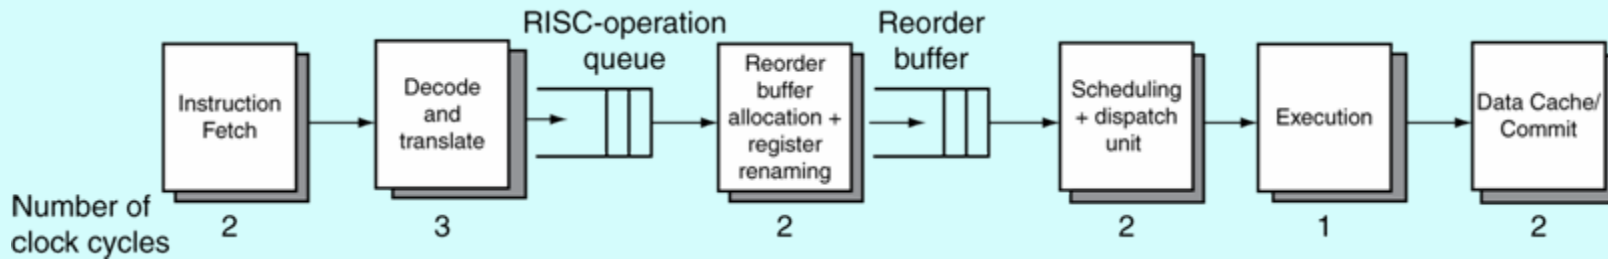 RISC-operation
queue
Reorder
buffer
Instruction
Fetch
Decode
and
translate
Reorder
buffer
allocation +
register
renaming
Scheduling
+ dispatch
unit
Execution
Data Cache/
Commit
Number of
clock cycles
2
3
2
2
1
2